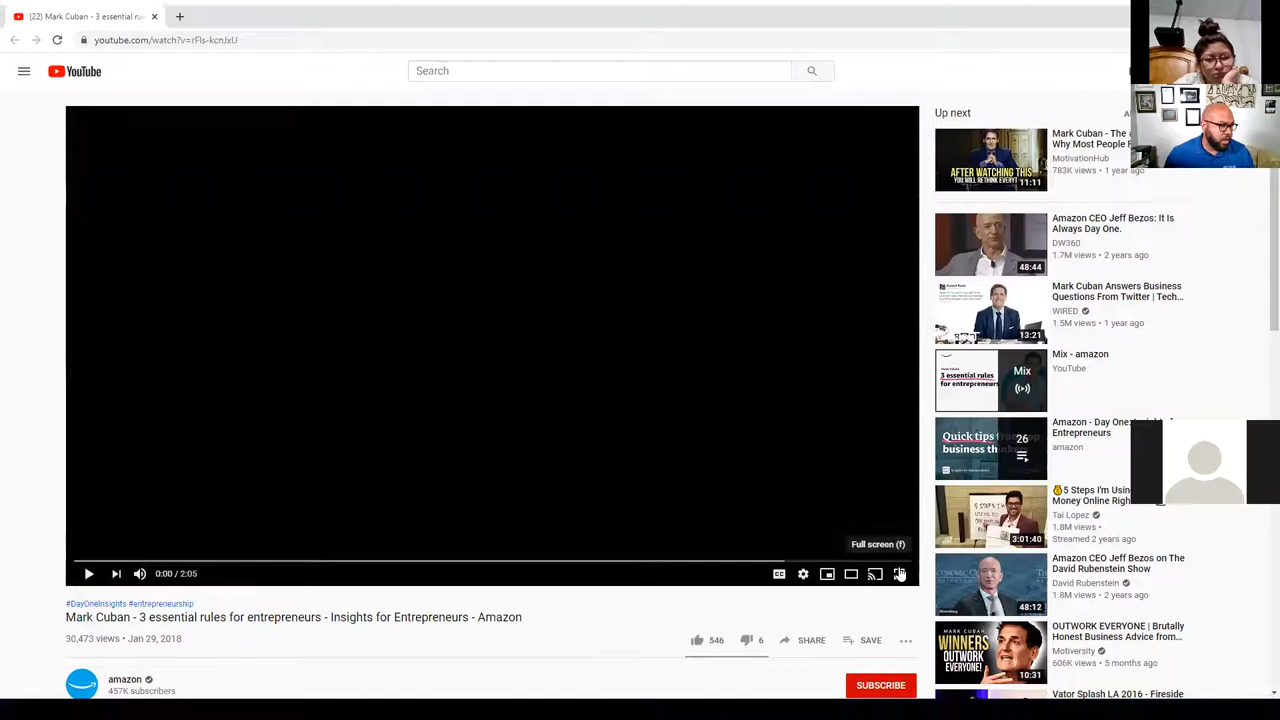 (22) Mark Cuban - 3 essential rul
youtube.com/watch?v=rFls-kcnJxU
YouTube
Search
Up next
Mark Cuban - The
Why Most People
MotivationHub
783K views • 1 year ago
AFTER WATCHING THIS
YOU WILL RETHINK EVERYT
11:11
Amazon CEO Jeff Bezos: It Is
Always Day One.
DW360
1.7M views • 2 years ago
48:44
Mark Cuban Answers Business
Questions From Twitter | Tech...
WIRED
1.5M views • 1 year ago
13:21
Mix - amazon
YouTube
3 essential rules
for entrepreneurs
Mix
Amazon - Day One:
Entrepreneurs
amazon
Quick tips from top
business thin
26
5 Steps I'm Usin
Money Online Righ
Tai Lopez
1.8M views •
Streamed 2 years ago
3:01:40
Amazon CEO Jeff Bezos on The
David Rubenstein Show
David Rubenstein
1.8M views • 2 years ago
48:12
OUTWORK EVERYONE | Brutally
Honest Business Advice from...
Motiversity
606K views • 5 months ago
MARK CUBAN
WINNERS
OUTWORK
EVERYONE!
10:31
Vator Splash LA 2016 - Fireside
Full screen (f)
0:00 / 2:05
#DayOneInsights #entrepreneurship
Mark Cuban - 3 essential rules for entrepreneurs - Insights for Entrepreneurs - Amazon
30,473 views • Jan 29, 2018
546
6
SHARE
SAVE
amazon
457K subscribers
SUBSCRIBE